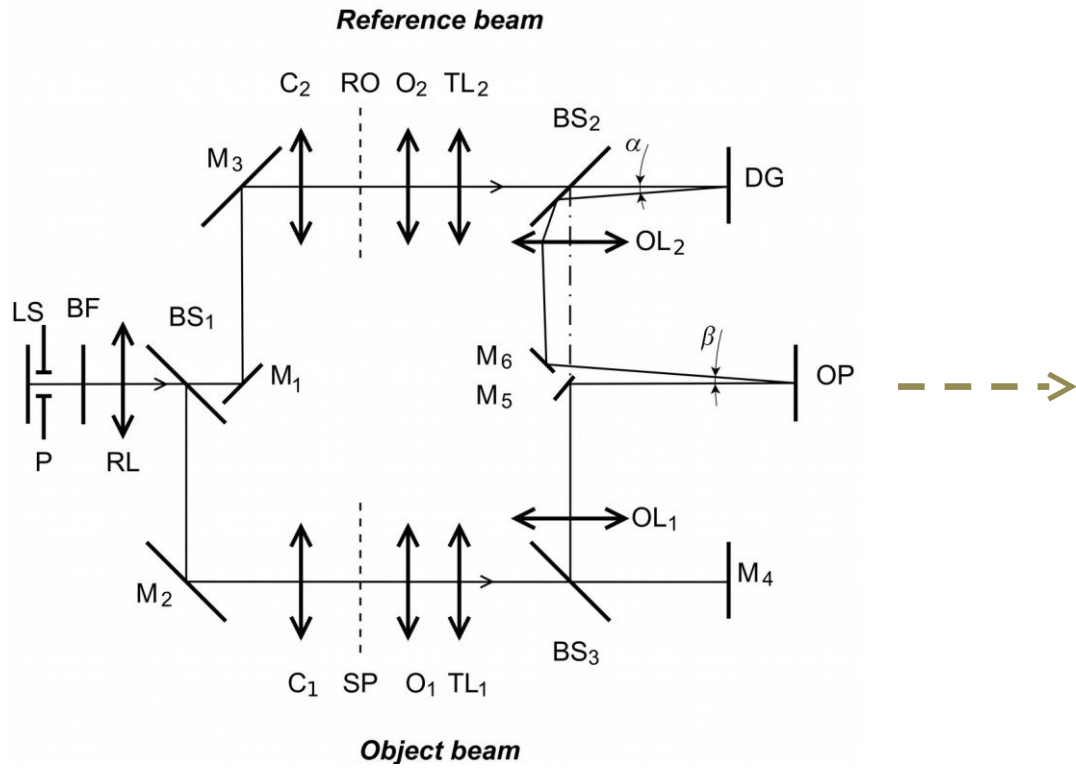 Reference beam
C₂ RO O₂ TL₂
BS₂
M₃
α
DG
OL₂
LS BF BS₁
M₁
M₆
β
M₅
OP
P RL
OL₁
M₂
M₄
BS₃
C₁ SP O₁ TL₁
Object beam